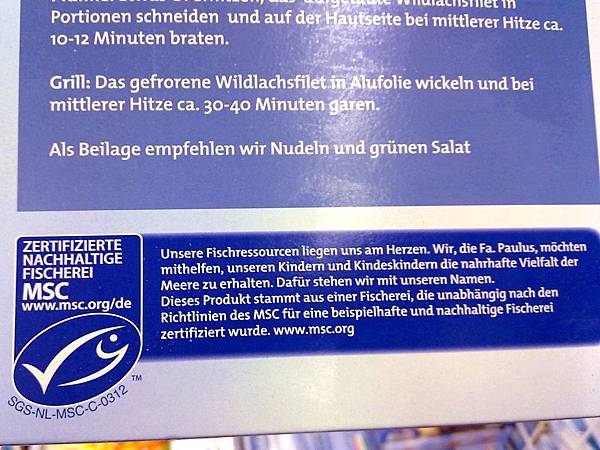 Portionen schneiden und auf der Hautseite bei mittlerer Hitze ca.
10-12 Minuten braten.
Grill: Das gefrorene Wildlachsfilet in Alufolie wickeln und bei
mittlerer Hitze ca. 30-40 Minuten garen.
Als Beilage empfehlen wir Nudeln und grünen Salat
ZERTIFIZIERTE
NACHHALTIGE
FISCHEREI
MSC
www.msc.org/de
TM
SGS-NL-MSC-C-0312
Unsere Fischressourcen liegen uns am Herzen. Wir, die Fa. Paulus, möchten
mithelfen, unseren Kindern und Kindeskindern die nahrhafte Vielfalt der
Meere zu erhalten. Dafür stehen wir mit unseren Namen.
Dieses Produkt stammt aus einer Fischerei, die unabhängig nach den
Richtlinien des MSC für eine beispielhafte und nachhaltige Fischerei
zertifiziert wurde. www.msc.org